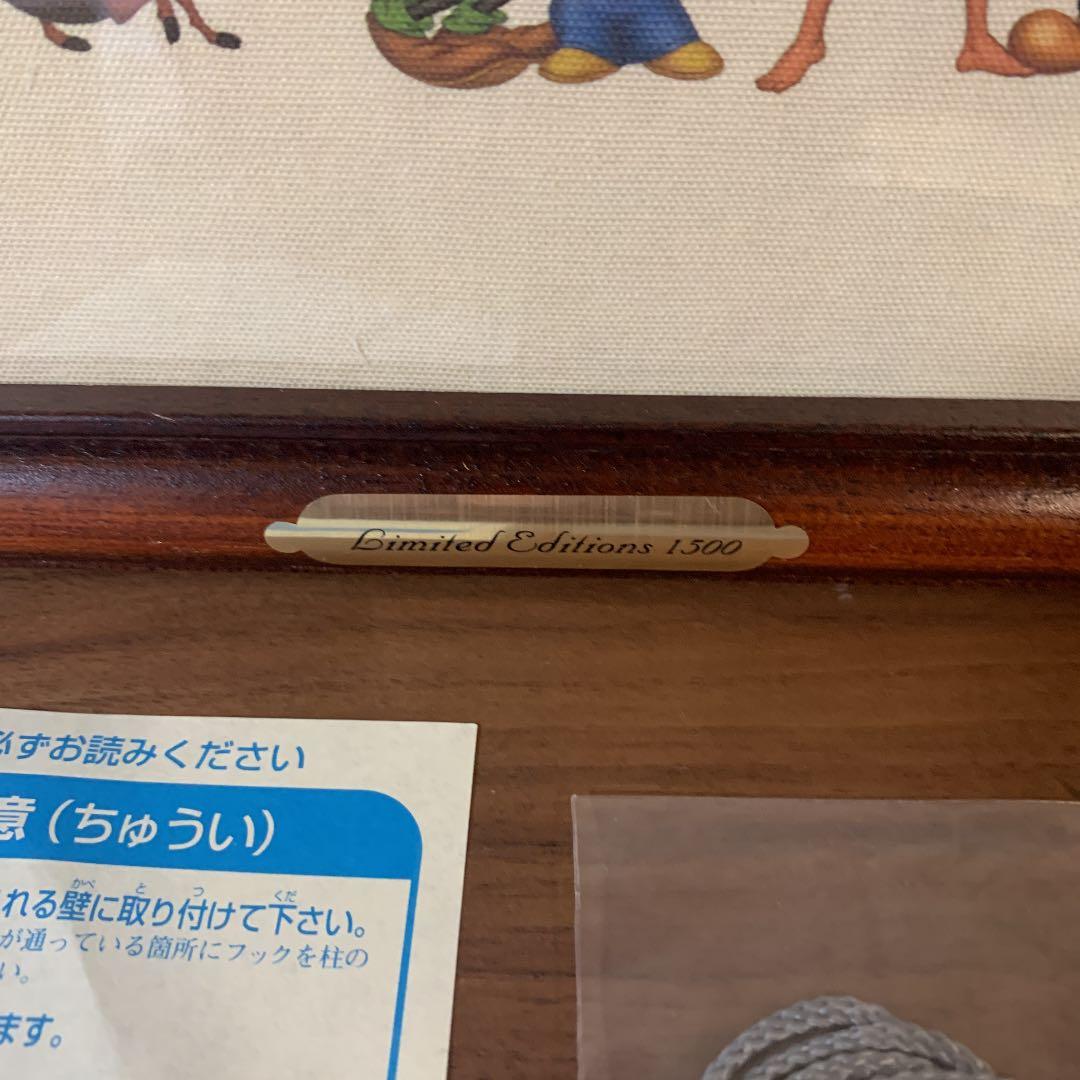 Limited Editions 1500
必ずお読みください
意(ちゅうい)
れる壁に取り付けて下さい。
が通っている箇所にフックを柱の
い。
ます。